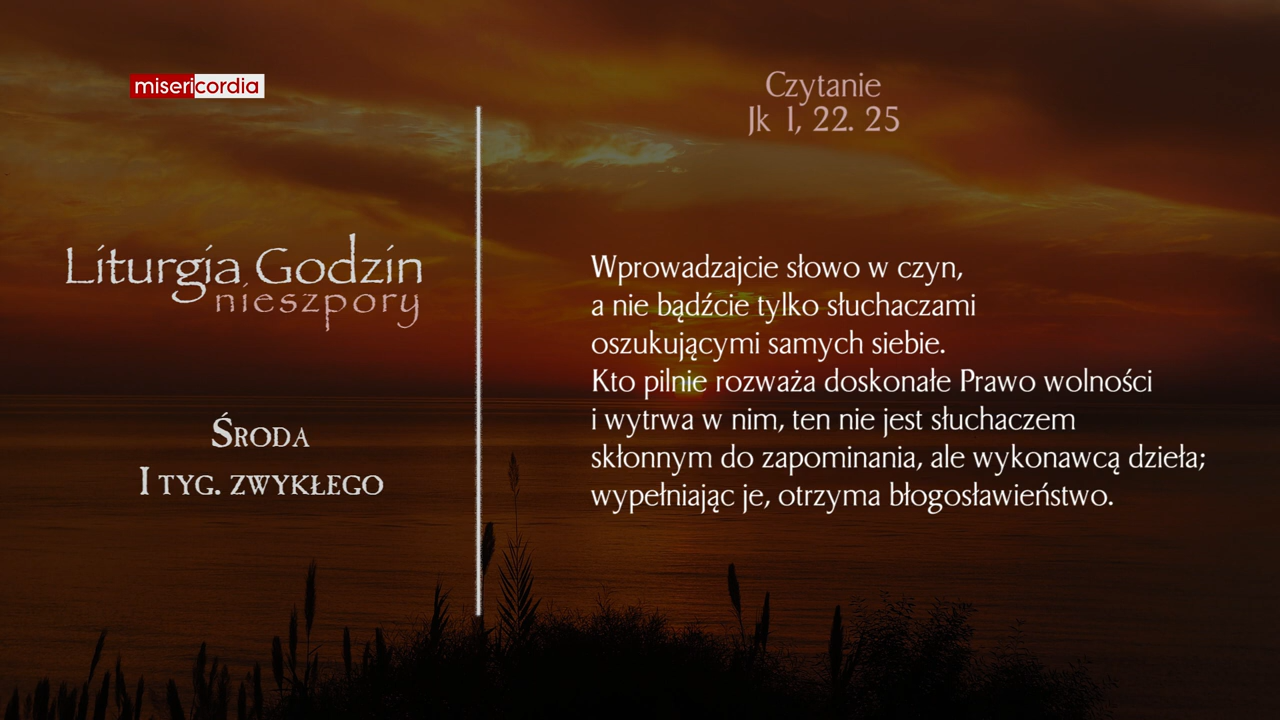 misericordia
Liturgia Godzin
nieszpory
Środa
I tyg. zwykłego
Czytanie
Jk 1, 22. 25
Wprowadzajcie słowo w czyn,
a nie bądźcie tylko słuchaczami
oszukującymi samych siebie.
Kto pilnie rozważa doskonałe Prawo wolności
i wytrwa w nim, ten nie jest słuchaczem
skłonnym do zapominania, ale wykonawcą dzieła;
wypełniając je, otrzyma błogosławieństwo.